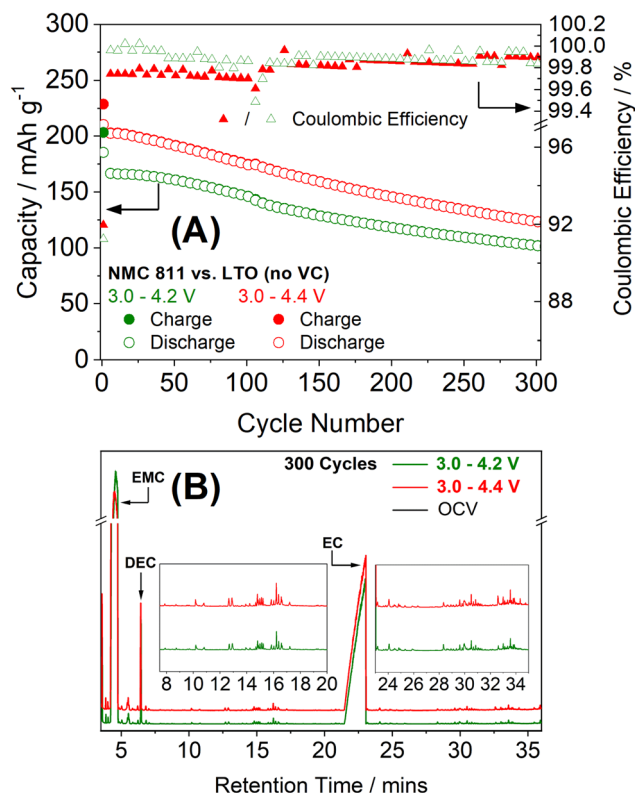 300
250
200
150
100
50
0
Capacity / mAh g⁻¹
100.2
100.0
99.8
99.6
99.4
96
92
88
Coulombic Efficiency / %
/ Coulombic Efficiency
(A)
NMC 811 vs. LTO (no VC)
3.0 - 4.2 V 3.0 - 4.4 V
Charge Charge
Discharge Discharge
0 50 100 150 200 250 300
Cycle Number
(B)
300 Cycles
3.0 - 4.2 V
3.0 - 4.4 V
OCV
EMC
DEC
EC
8 10 12 14 16 18 20
24 26 28 30 32 34
5 10 15 20 25 30 35
Retention Time / mins